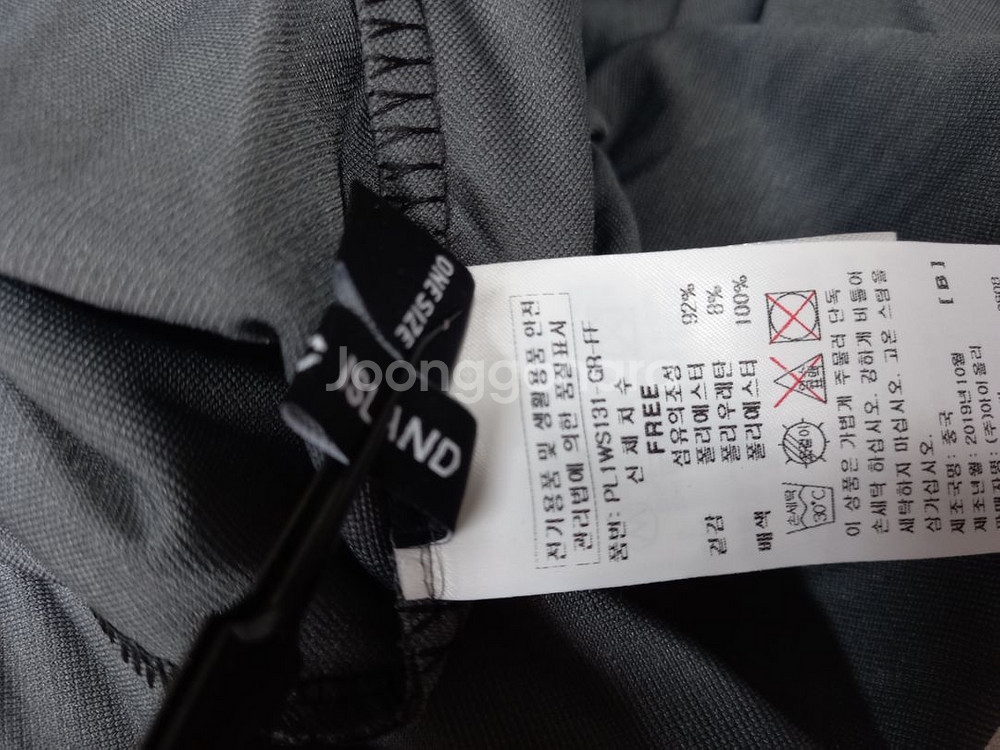 ONE SIZE
ISLAND
Joonggonara
전기용품 및 생활용품 안전
관리법에 의한 품질표시
품번: PL1WS131-GR-FF
신 체 치 수
FREE
섬유의조성
겉감 폴리에스터 92%
폴리우레탄 8%
배색 폴리에스터 100%
손세탁
30℃
이 상품은 가볍게 주물러 단독
손세탁 하십시오. 강하게 비틀어
세탁하지 마십시오. 고온 스팀을
삼가십시오.
제조국명: 중국
제조년월: 2019년10월
[B]